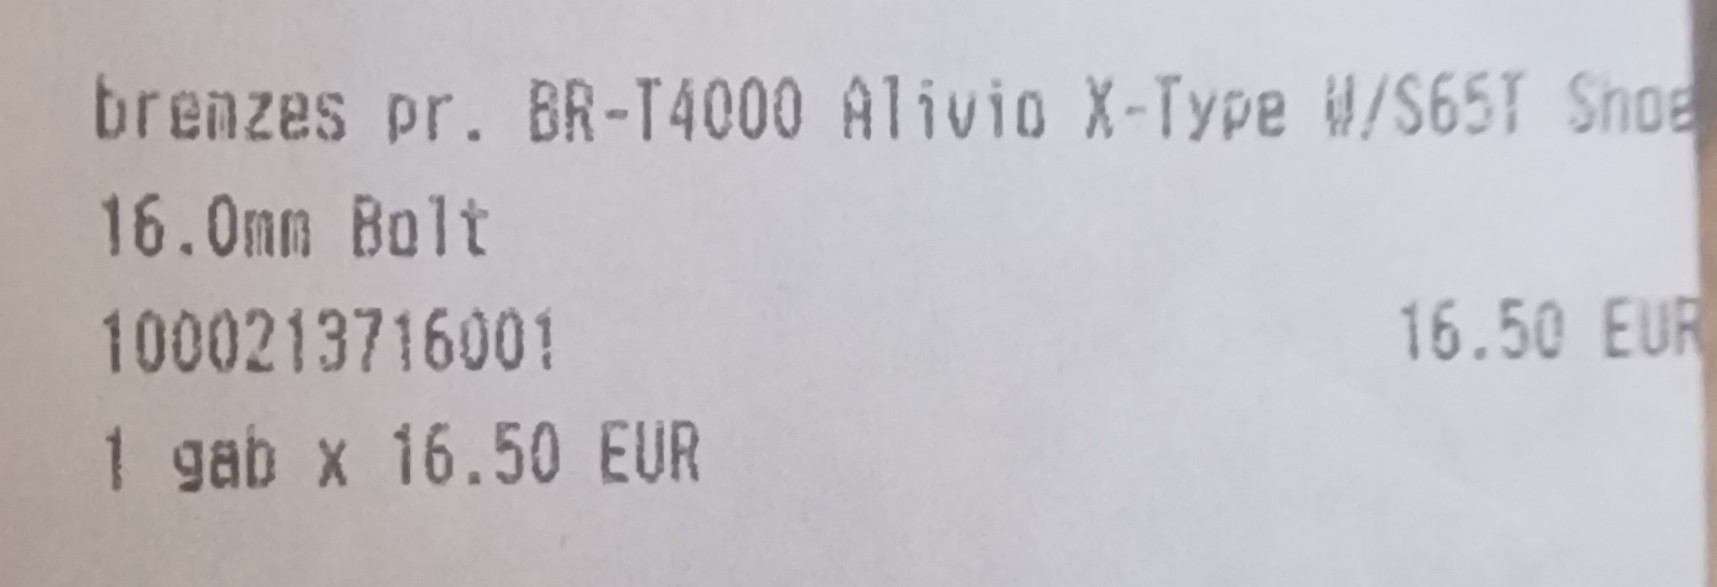 bremzes pr. BR-T4000 Alivio X-Type W/S65T Shoe
16.0mm Bolt
1000213716001
16.50 EUR
1 gab x 16.50 EUR